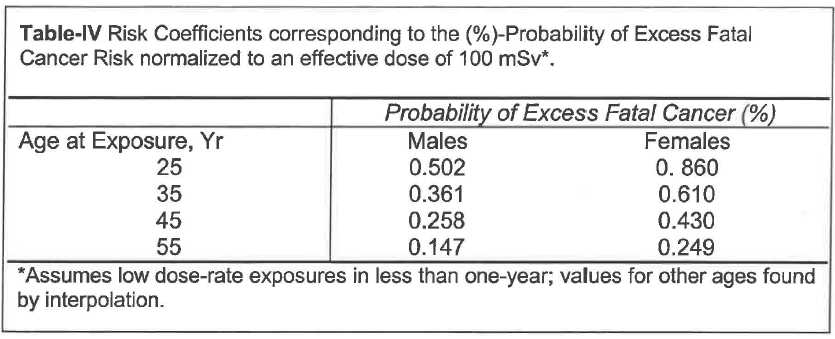 Table-IV Risk Coefficients corresponding to the (%)-Probability of Excess Fatal
Cancer Risk normalized to an effective dose of 100 mSv*.
Probability of Excess Fatal Cancer (%)
Age at Exposure, Yr Males Females
25 0.502 0. 860
35 0.361 0.610
45 0.258 0.430
55 0.147 0.249
*Assumes low dose-rate exposures in less than one-year; values for other ages found
by interpolation.